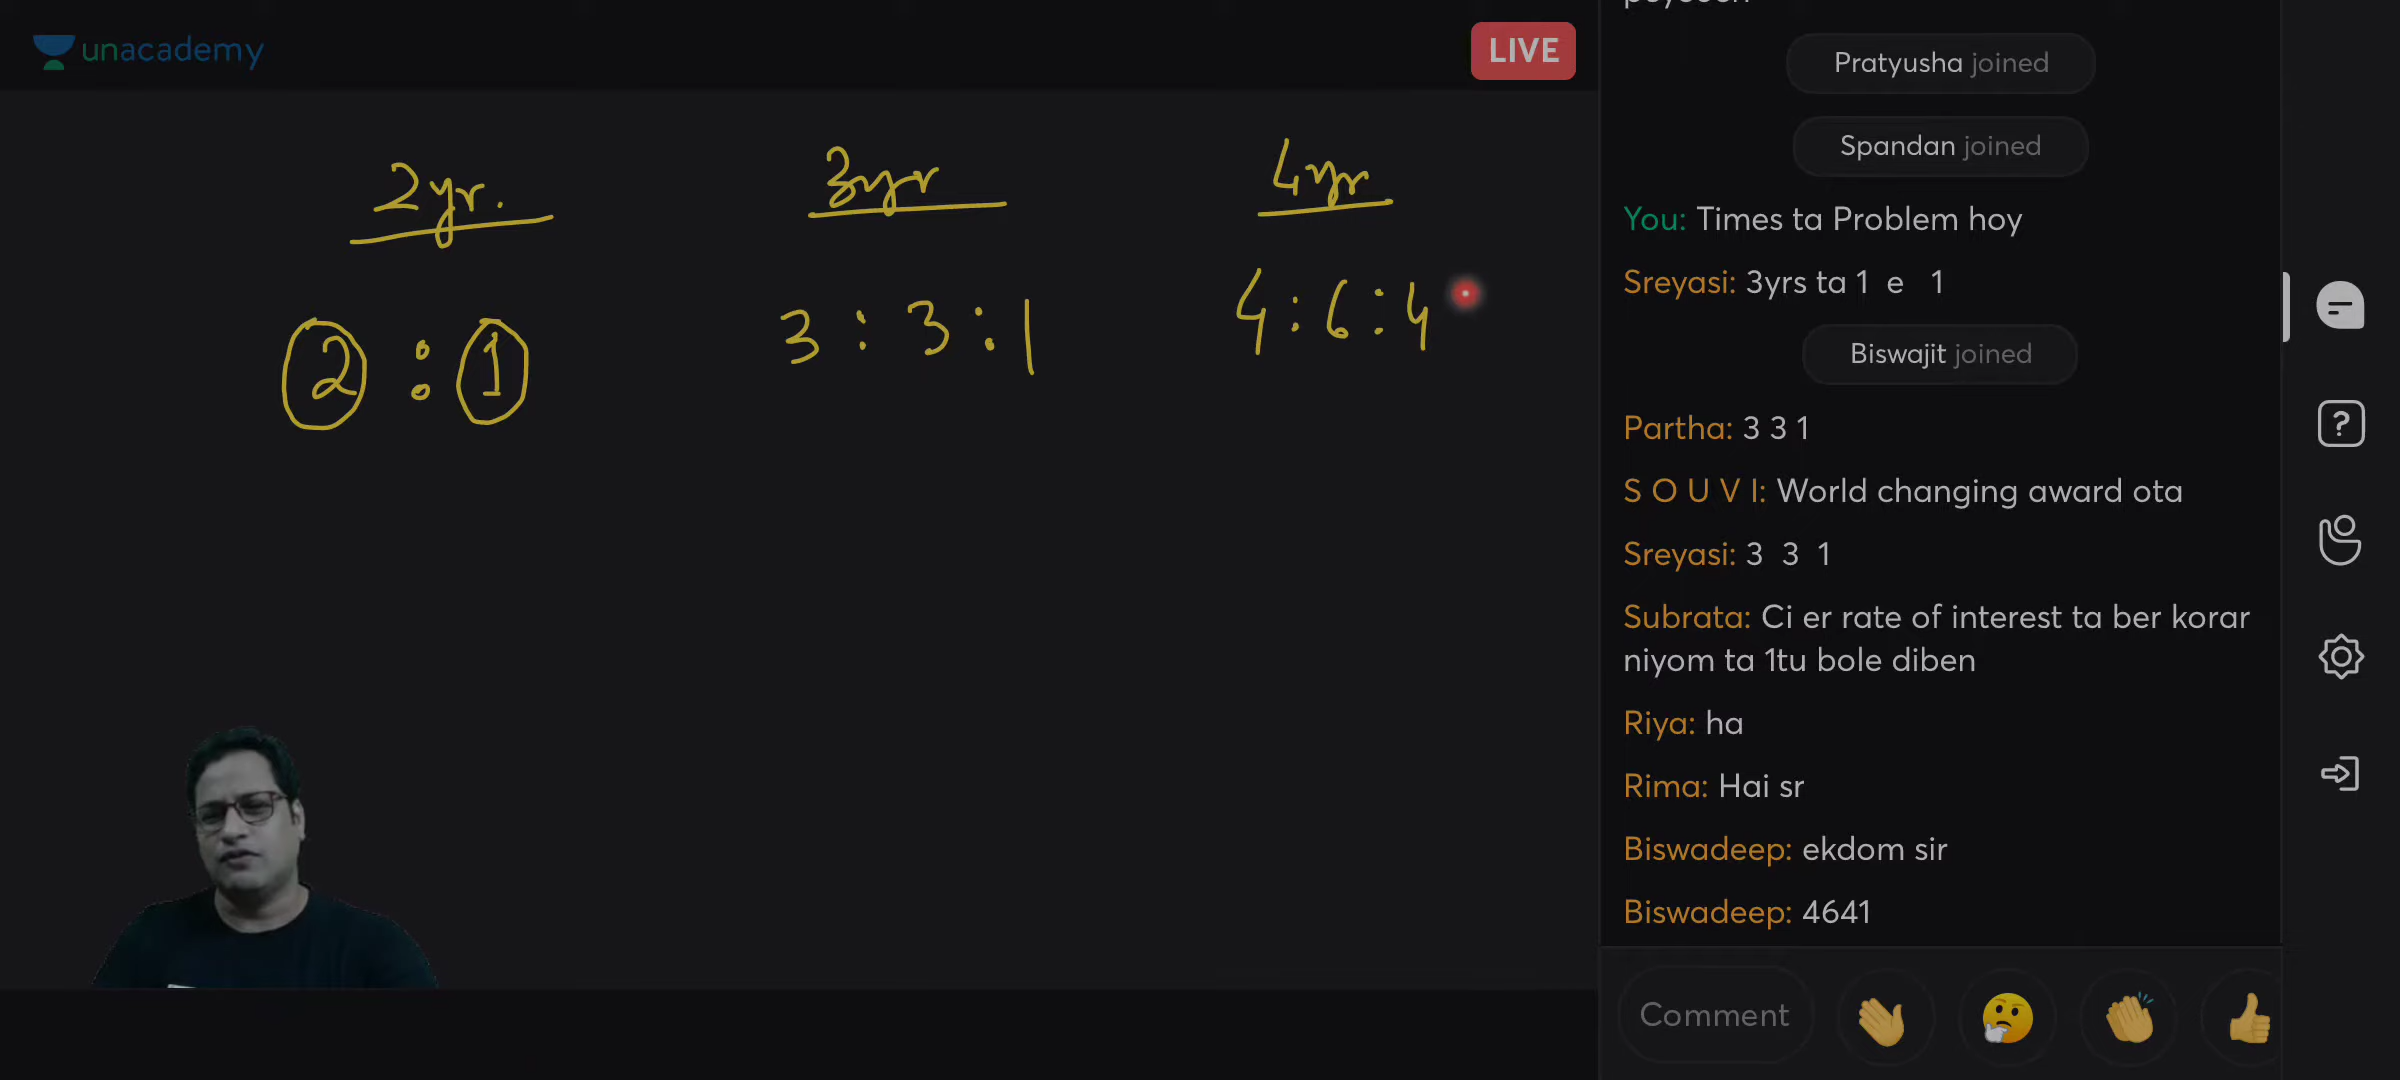 unacademy
LIVE
2yr.
3yr
4yr
2 : 1
3 : 3 : 1
4 : 6 : 4
Pratyusha joined
Spandan joined
You: Times ta Problem hoy
Sreyasi: 3yrs ta 1 e 1
Biswajit joined
Partha: 3 3 1
S O U V I: World changing award ota
Sreyasi: 3 3 1
Subrata: Ci er rate of interest ta ber korar
niyom ta 1tu bole diben
Riya: ha
Rima: Hai sr
Biswadeep: ekdom sir
Biswadeep: 4641
Comment